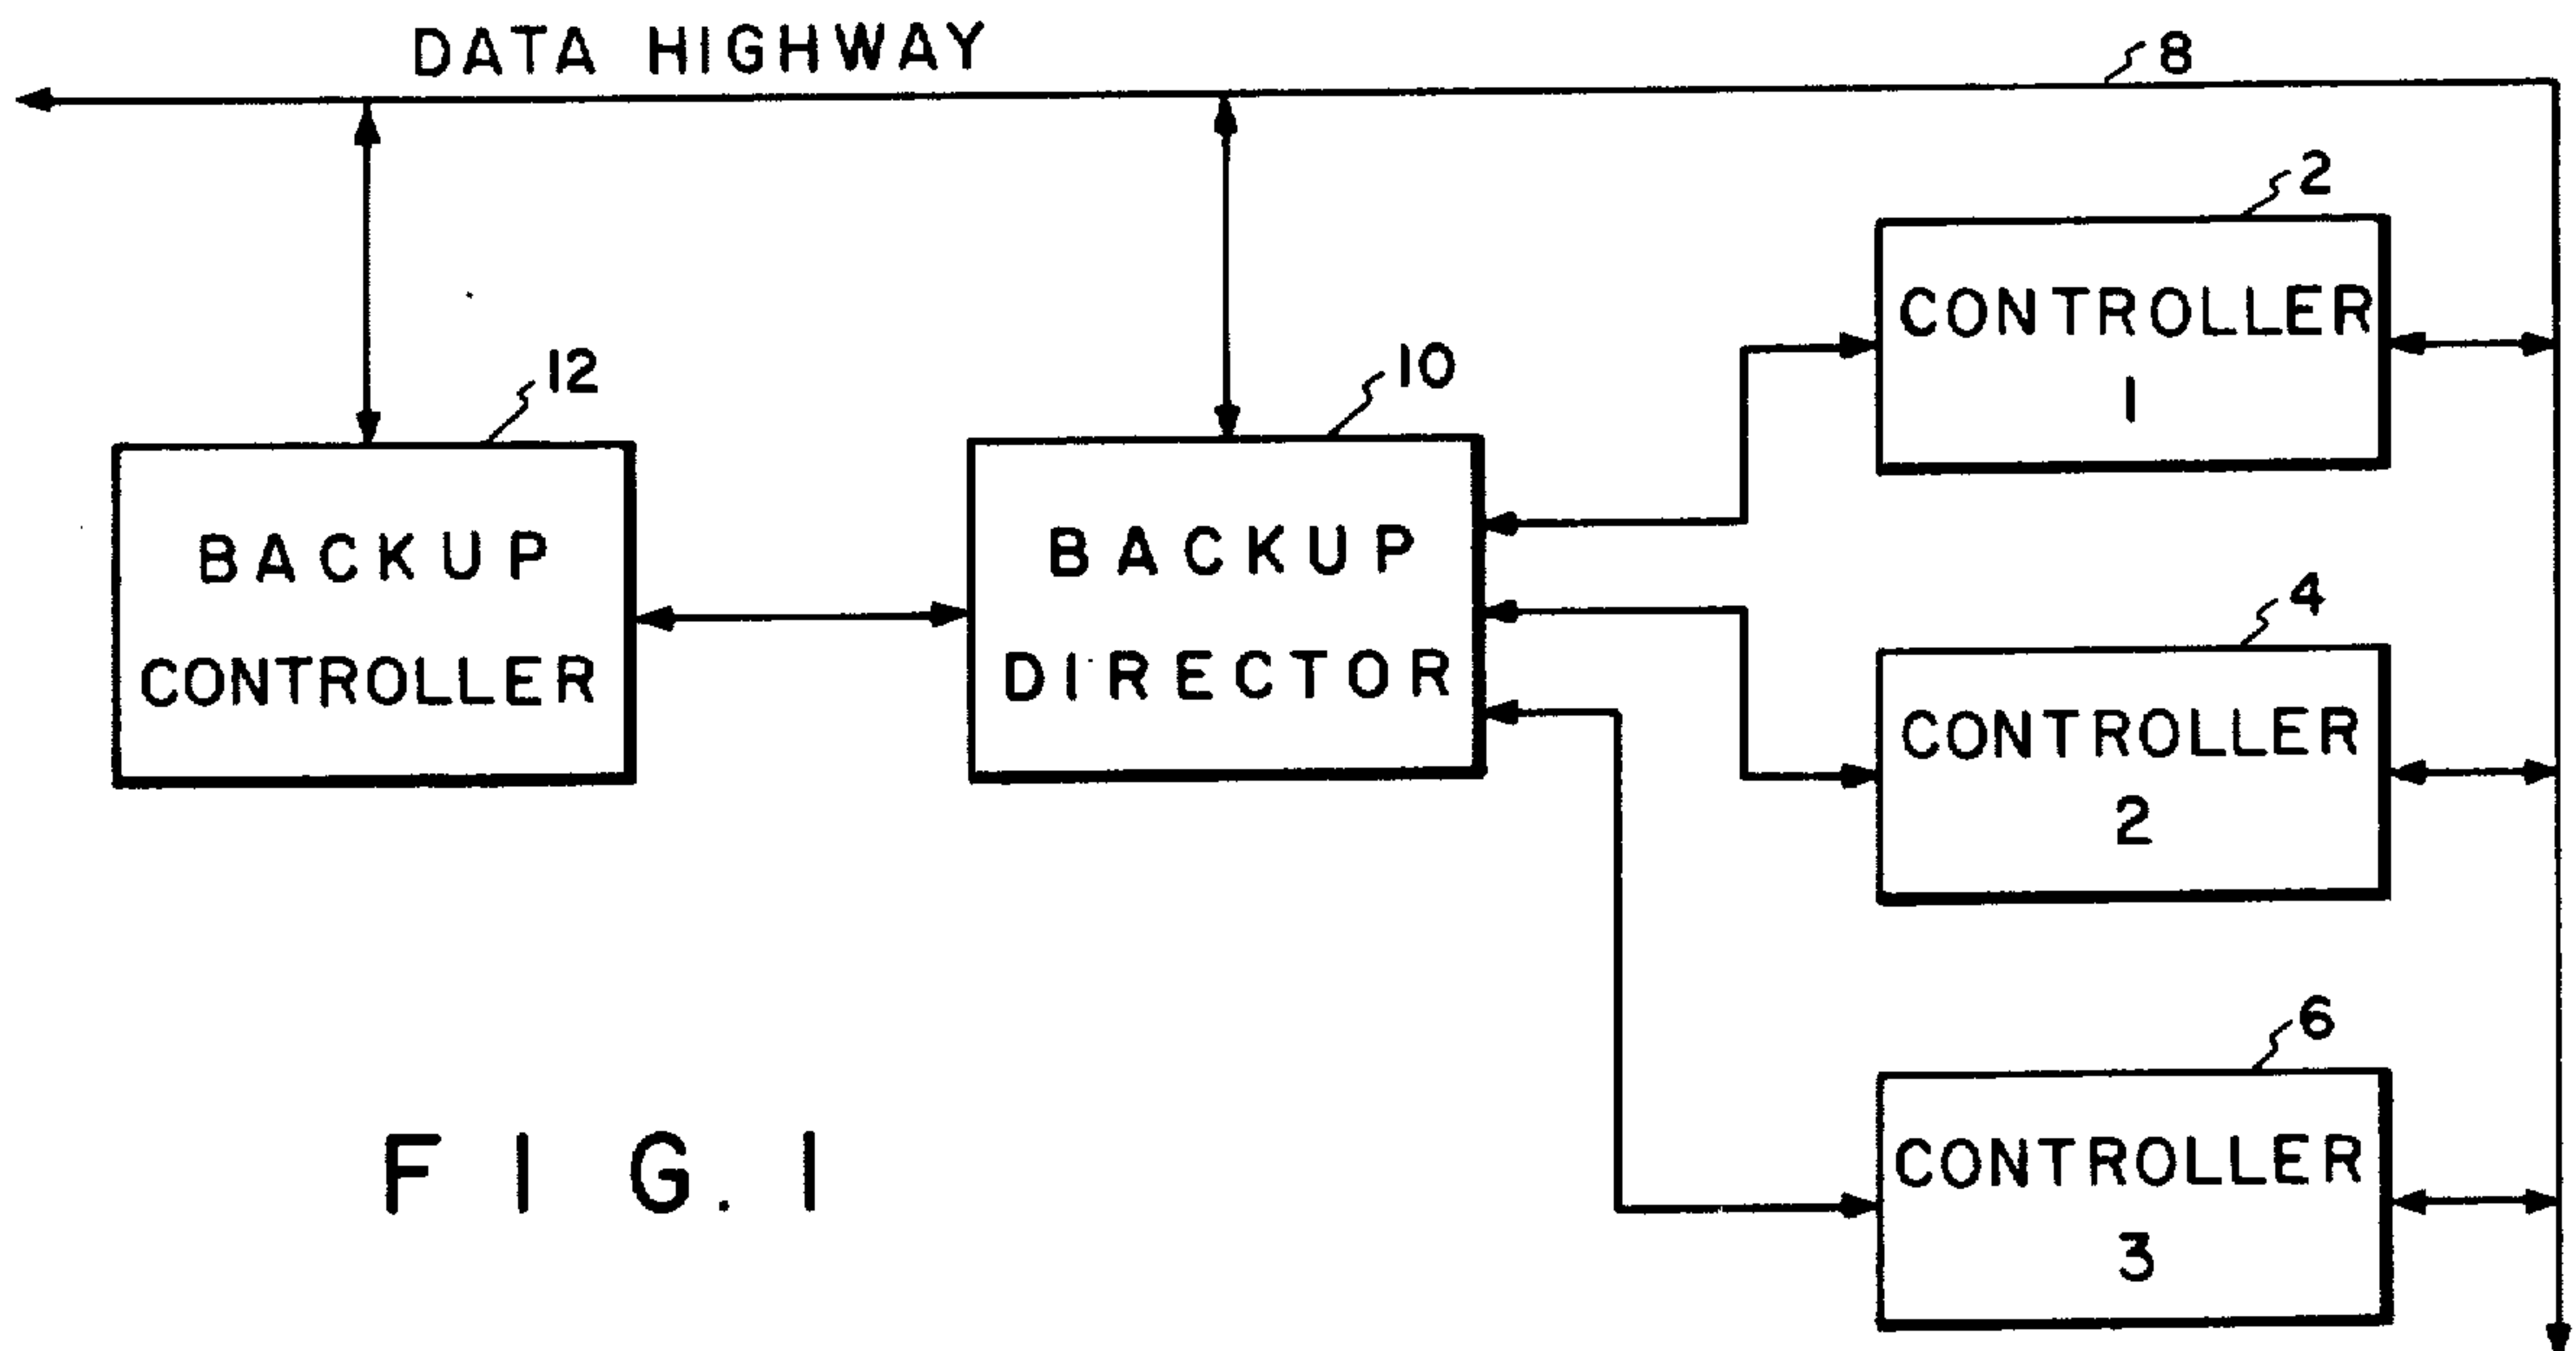 DATA HIGHWAY
8
2
CONTROLLER
1
12
10
BACKUP
CONTROLLER
BACKUP
DIRECTOR
4
CONTROLLER
2
6
CONTROLLER
3
FIG. 1